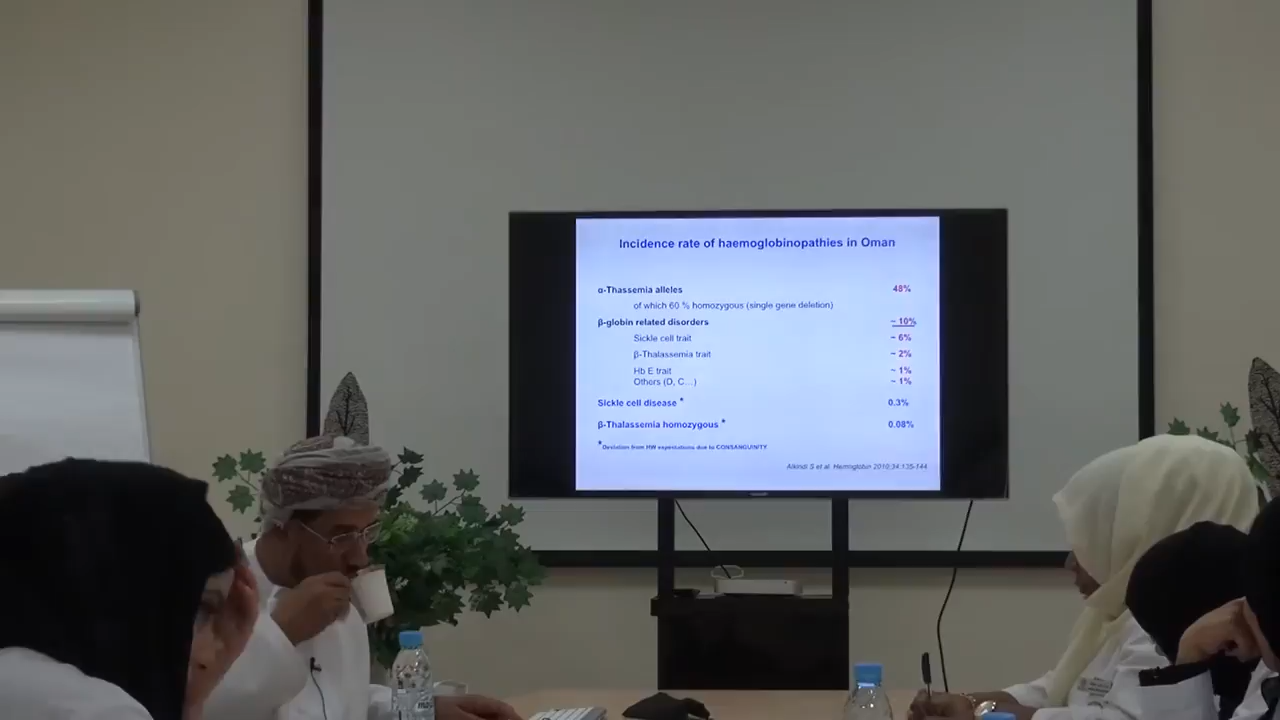 Incidence rate of haemoglobinopathies in Oman
α-Thassemia alleles 48%
of which 60 % homozygous (single gene deletion)
β-globin related disorders ~ 10%
Sickle cell trait ~ 6%
β-Thalassemia trait ~ 2%
Hb E trait ~ 1%
Others (D, C…) ~ 1%
Sickle cell disease * 0.3%
β-Thalassemia homozygous * 0.08%
*Deviation from HW expectations due to CONSANGUINITY
Alkindi S et al. Hemoglobin 2010;34:135-144